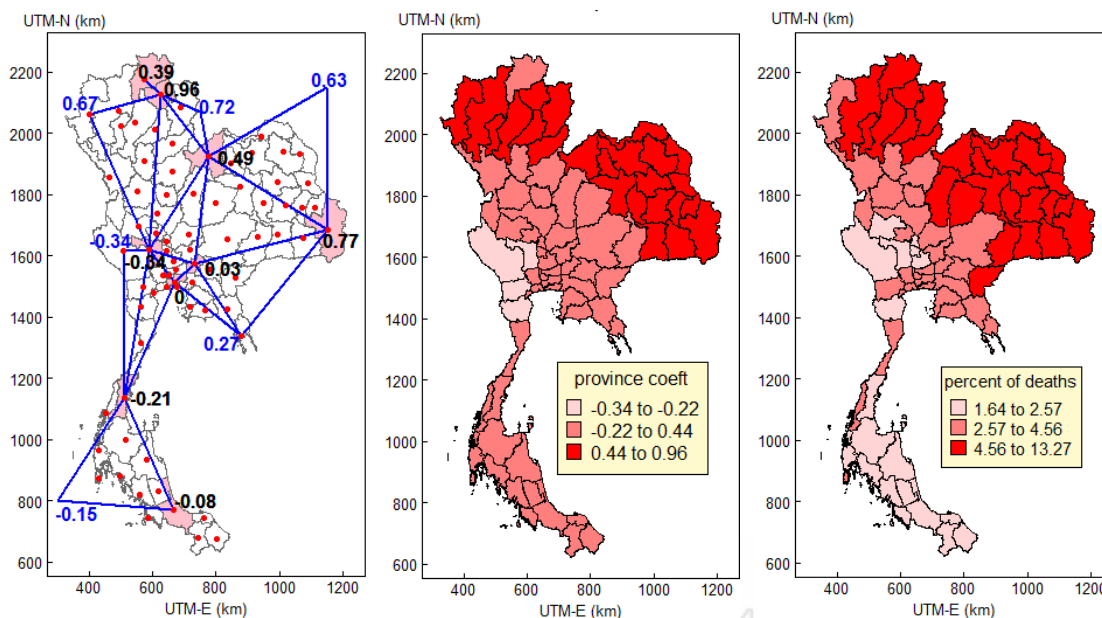 UTM-N (km)
2200
2000
1800
1600
1400
1200
1000
800
600
400 600 800 1000 1200
UTM-E (km)
0.39
0.96
0.63
0.67
0.72
0.49
-0.34
-0.34
0.03
0.77
0
0.27
-0.21
-0.15
-0.08
UTM-N (km)
2200
2000
1800
1600
1400
1200
1000
800
600
400 600 800 1000 1200
UTM-E (km)
province coeft
-0.34 to -0.22
-0.22 to 0.44
0.44 to 0.96
UTM-N (km)
2200
2000
1800
1600
1400
1200
1000
800
600
400 600 800 1000 1200
UTM-E (km)
percent of deaths
1.64 to 2.57
2.57 to 4.56
4.56 to 13.27